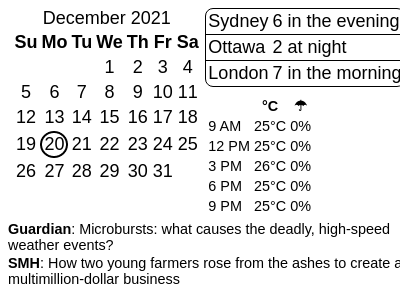 December 2021
Su Mo Tu We Th Fr Sa
1 2 3 4
5 6 7 8 9 10 11
12 13 14 15 16 17 18
19 20 21 22 23 24 25
26 27 28 29 30 31
Sydney 6 in the evening
Ottawa 2 at night
London 7 in the morning
°C ☂
9 AM 25°C 0%
12 PM 25°C 0%
3 PM 26°C 0%
6 PM 25°C 0%
9 PM 25°C 0%
Guardian: Microbursts: what causes the deadly, high-speed
weather events?
SMH: How two young farmers rose from the ashes to create a
multimillion-dollar business